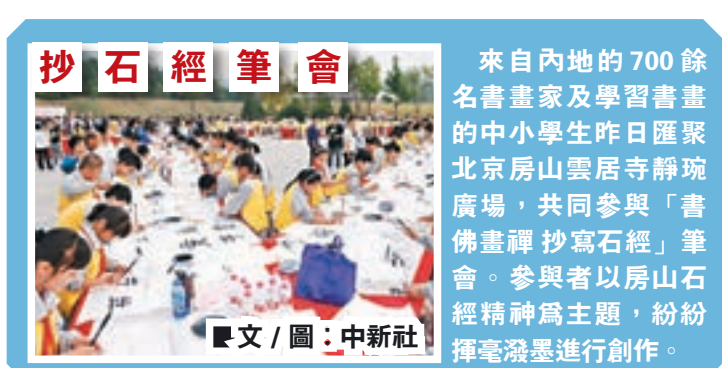 抄石經筆會
來自內地的700餘
名書畫家及學習書畫
的中小學生昨日匯聚
北京房山雲居寺靜琬
廣場，共同參與「書
佛畫禪 抄寫石經」筆
會。參與者以房山石
經精神為主題，紛紛
揮毫潑墨進行創作。
文/圖：中新社